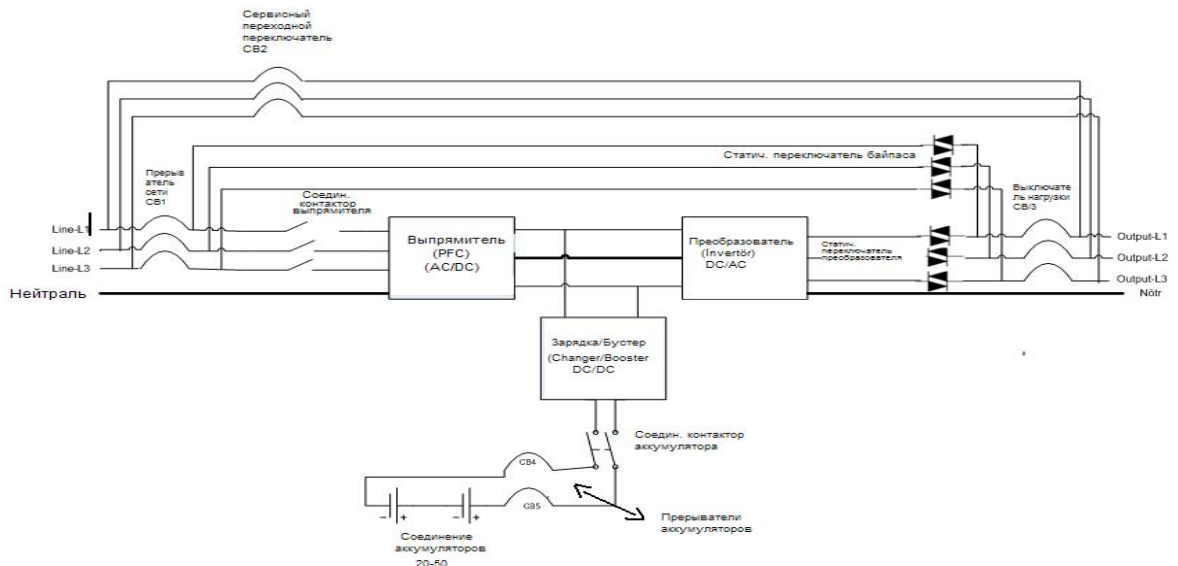 Сервисный
переходной
переключатель
CB2
Статич. переключатель байпаса
Прерыв
атель
сети
CB1
Соедин.
контактор
выпрямителя
Выключате
ль нагрузки
CB/3
Line-L1
Line-L2
Line-L3
Нейтраль
Выпрямитель
(PFC)
(AC/DC)
Преобразователь
(Invertör)
DC/AC
Статич.
переключатель
преобразователя
Output-L1
Output-L2
Output-L3
Nötr
Зарядка/Бустер
(Changer/Booster
DC/DC
Соедин. контактор
аккумулятора
CB4
CB5
Прерыватели
аккумуляторов
Соединение
аккумуляторов
20-50